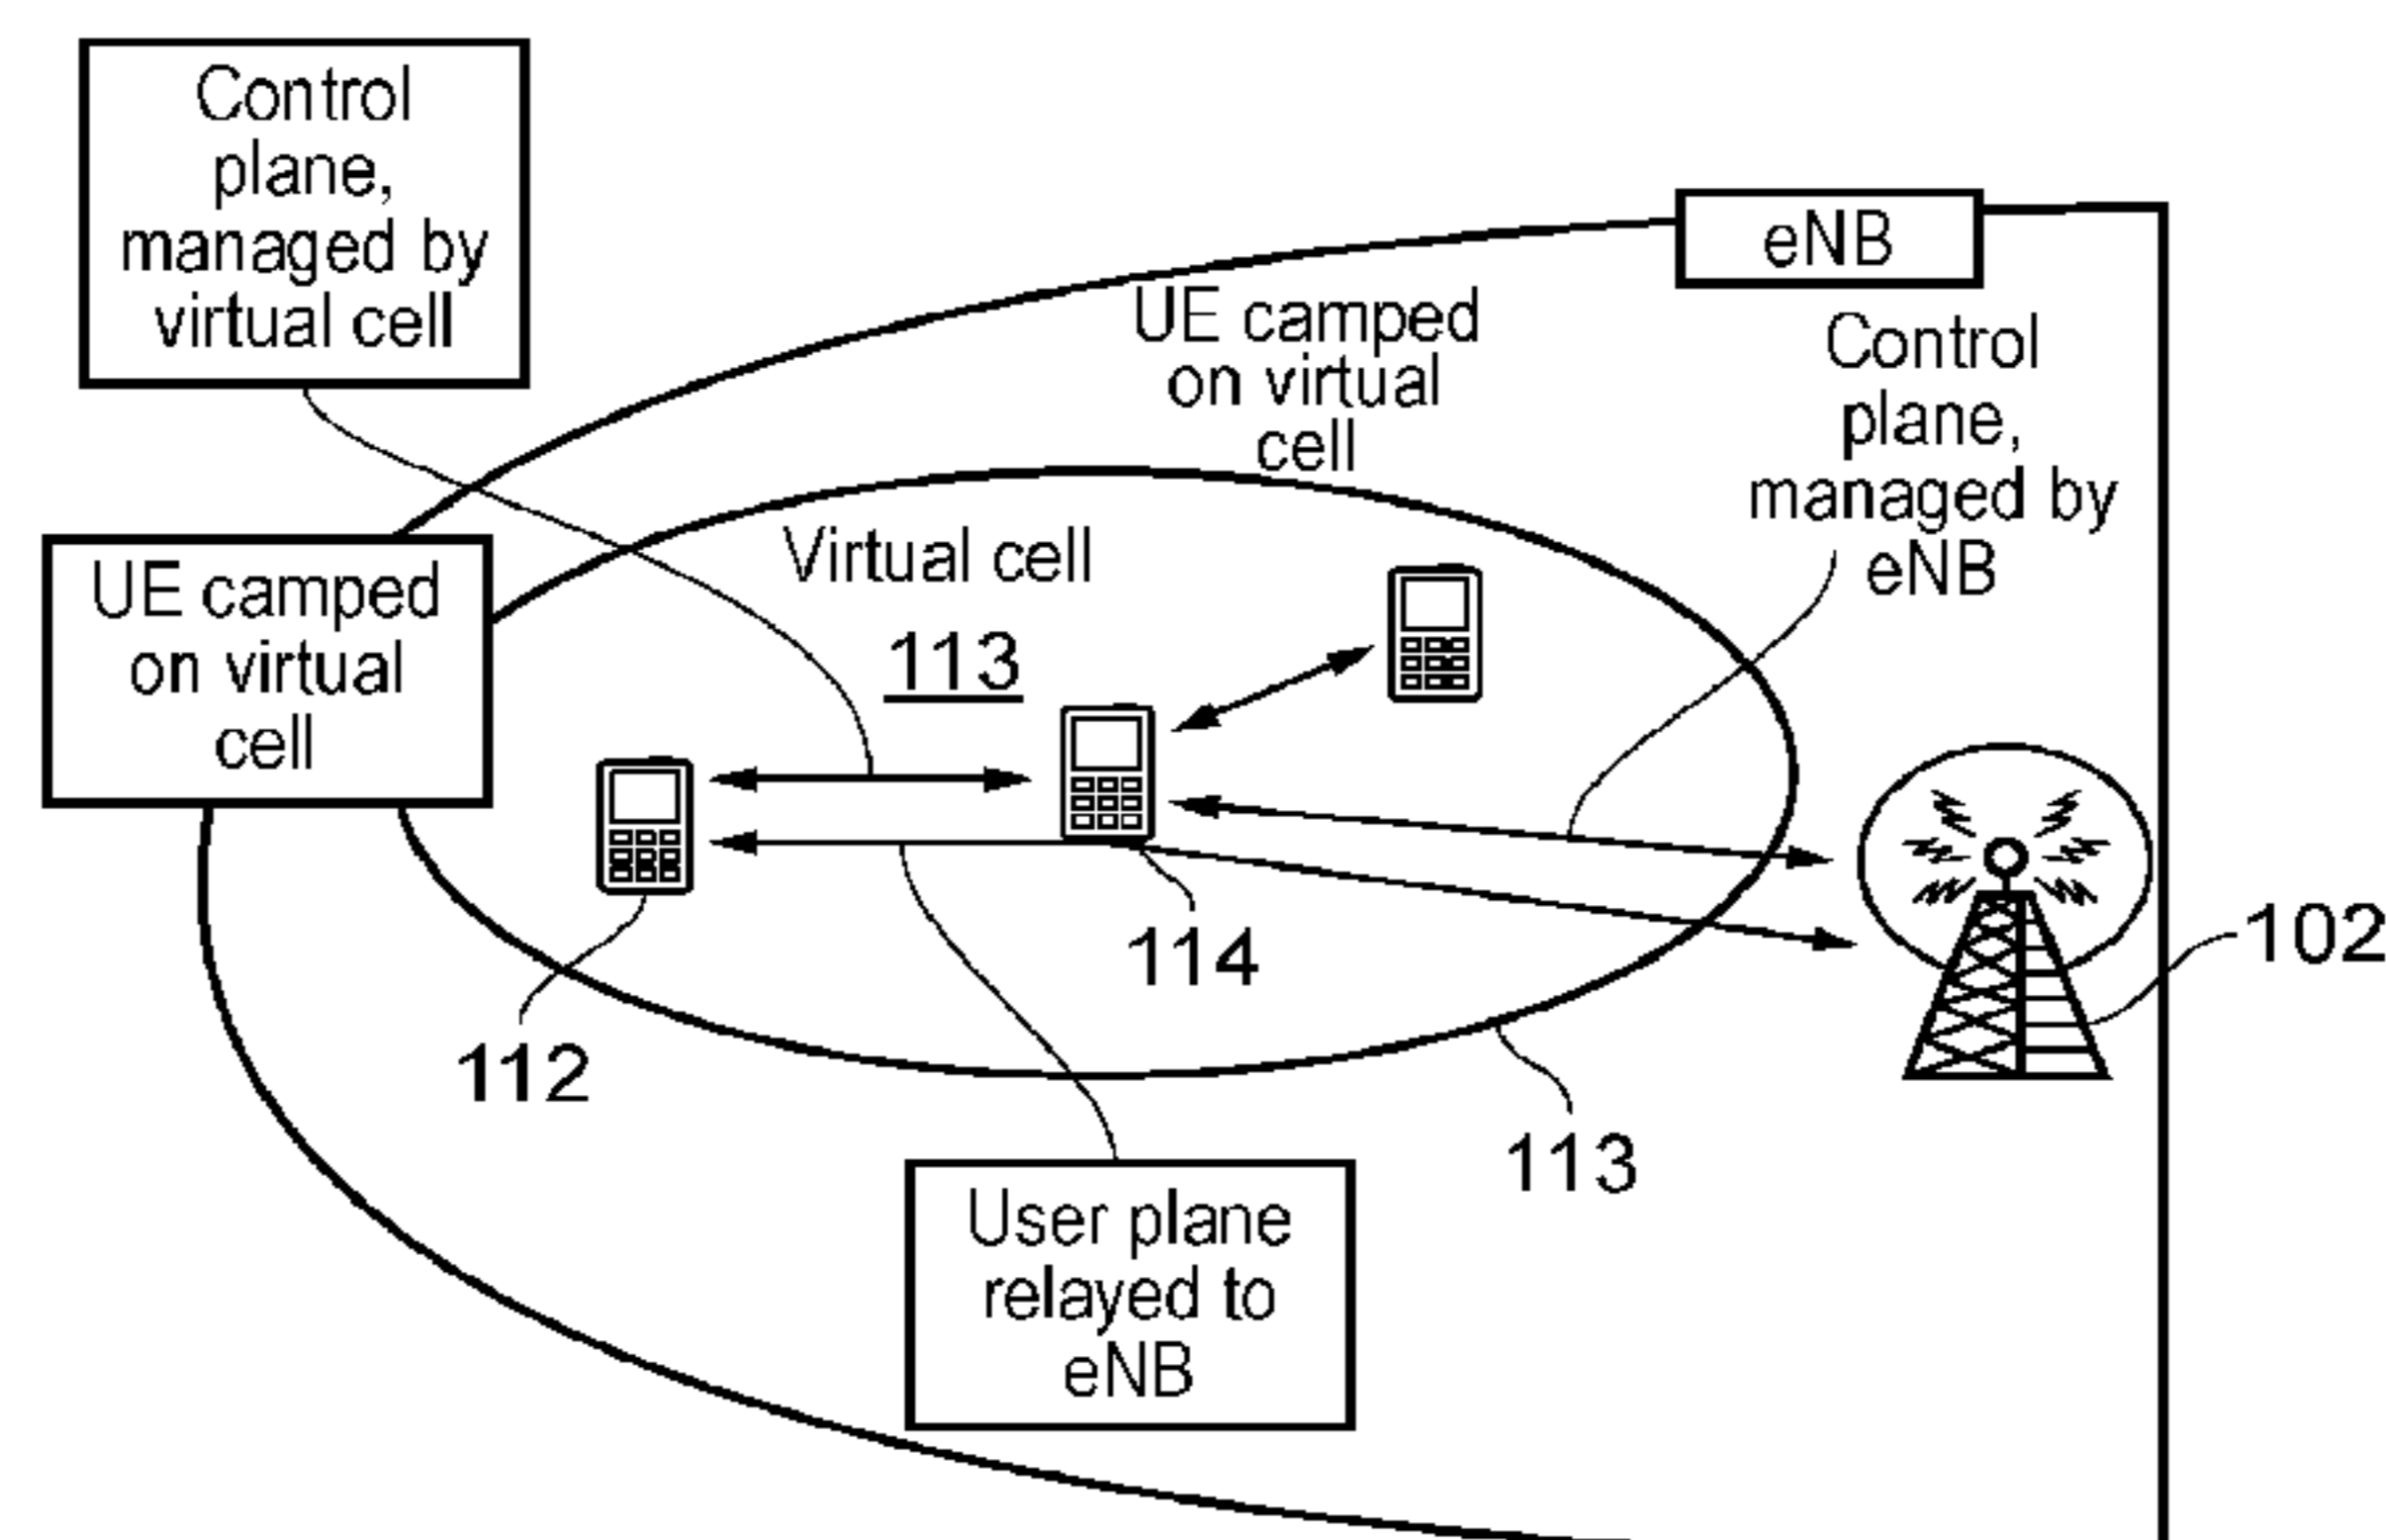 Control
plane,
managed by
virtual cell
eNB
UE camped
on virtual
cell
Control
plane,
managed by
eNB
UE camped
on virtual
cell
Virtual cell
113
114
102
112
113
User plane
relayed to
eNB